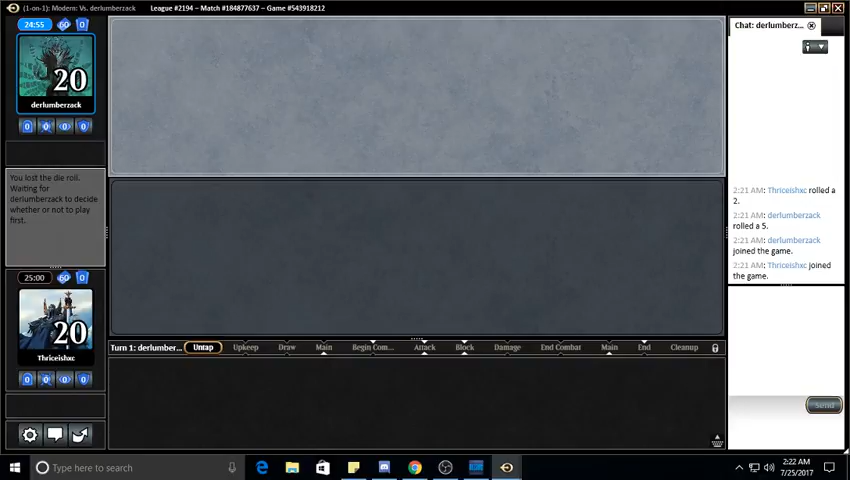 (1-on-1): Modern: Vs. derlumberzack
League #2194 – Match #184877637 – Game #543918212
24:55
60
0
20
derlumberzack
0 0 0 0
You lost the die roll.
Waiting for
derlumberzack to decide
whether or not to play
first.
25:00
60
0
20
Thriceishxc
0 0 0 0
Turn 1: derlumber...
Untap
Upkeep
Draw
Main
Begin Com...
Attack
Block
Damage
End Combat
Main
End
Cleanup
Chat: derlumberz...
2:21 AM: Thriceishxc rolled a
2.
2:21 AM: derlumberzack
rolled a 5.
2:21 AM: derlumberzack
joined the game.
2:21 AM: Thriceishxc joined
the game.
Send
Type here to search
2:22 AM
7/25/2017